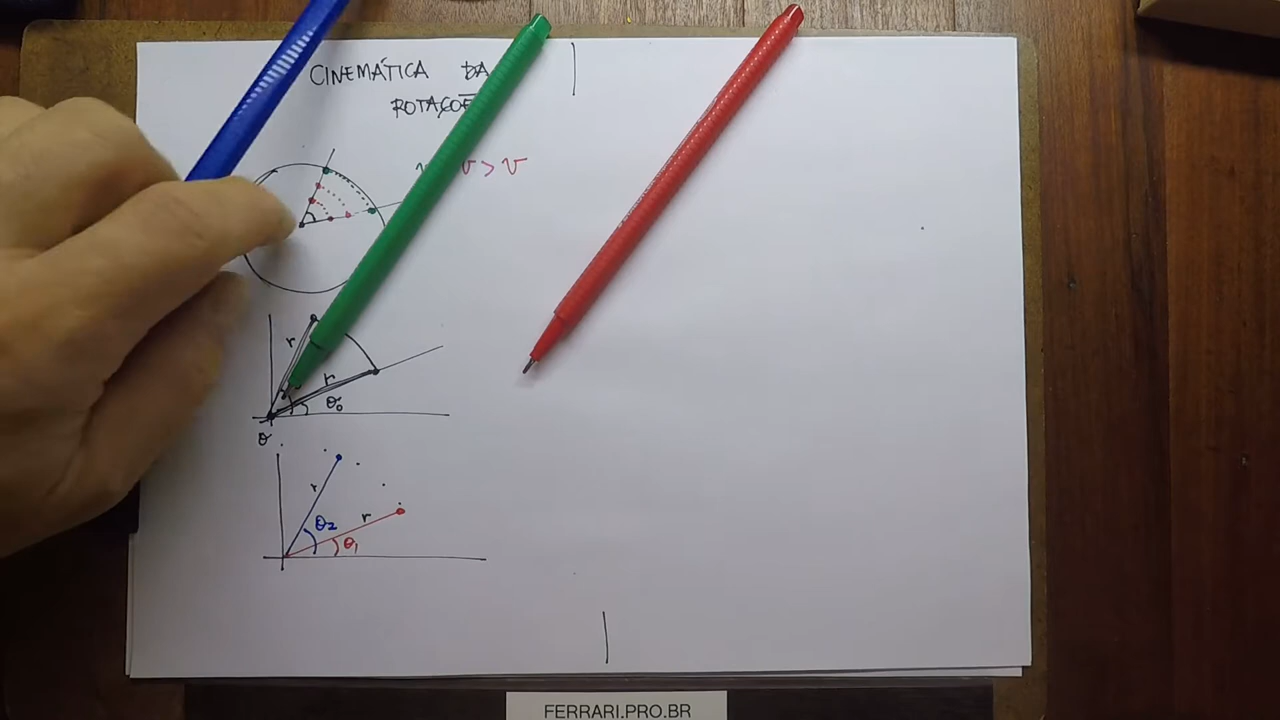 CINEMÁTICA DA
ROTAÇÕE
v > v
r
r
θ₀
θ
r
r
θ2
θ1
FERRARI.PRO.BR